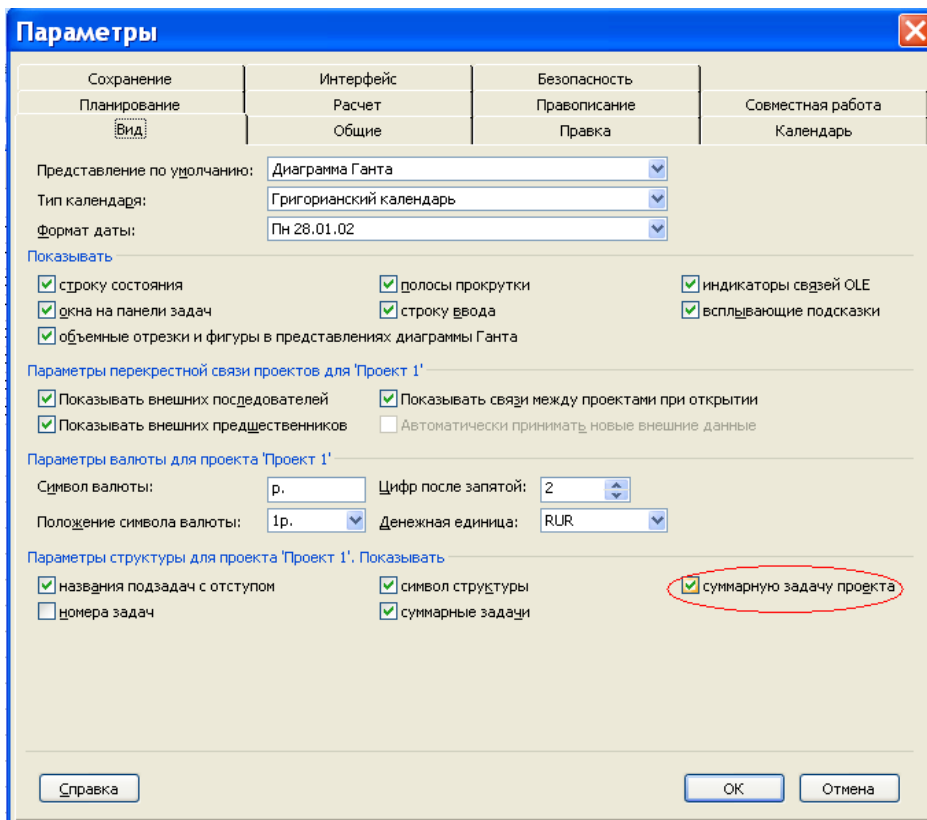 Параметры
Сохранение Интерфейс Безопасность
Планирование Расчет Правописание Совместная работа
Вид Общие Правка Календарь
Представление по умолчанию: Диаграмма Ганта
Тип календаря: Григорианский календарь
Формат даты: Пн 28.01.02
Показывать
строку состояния полосы прокрутки индикаторы связей OLE
окна на панели задач строку ввода всплывающие подсказки
объемные отрезки и фигуры в представлениях диаграммы Ганта
Параметры перекрестной связи проектов для 'Проект 1'
Показывать внешних последователей Показывать связи между проектами при открытии
Показывать внешних предшественников Автоматически принимать новые внешние данные
Параметры валюты для проекта 'Проект 1'
Символ валюты: р. Цифр после запятой: 2
Положение символа валюты: 1р. Денежная единица: RUR
Параметры структуры для проекта 'Проект 1'. Показывать
названия подзадач с отступом символ структуры суммарную задачу проекта
номера задач суммарные задачи
Справка ОК Отмена